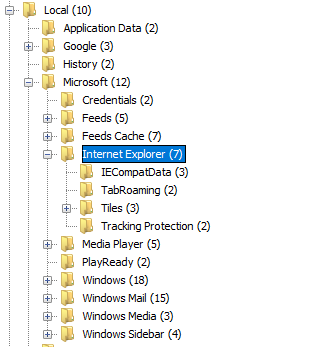 Local (10)
Application Data (2)
Google (3)
History (2)
Microsoft (12)
Credentials (2)
Feeds (5)
Feeds Cache (7)
Internet Explorer (7)
IECompatData (3)
TabRoaming (2)
Tiles (3)
Tracking Protection (2)
Media Player (5)
PlayReady (2)
Windows (18)
Windows Mail (15)
Windows Media (3)
Windows Sidebar (4)